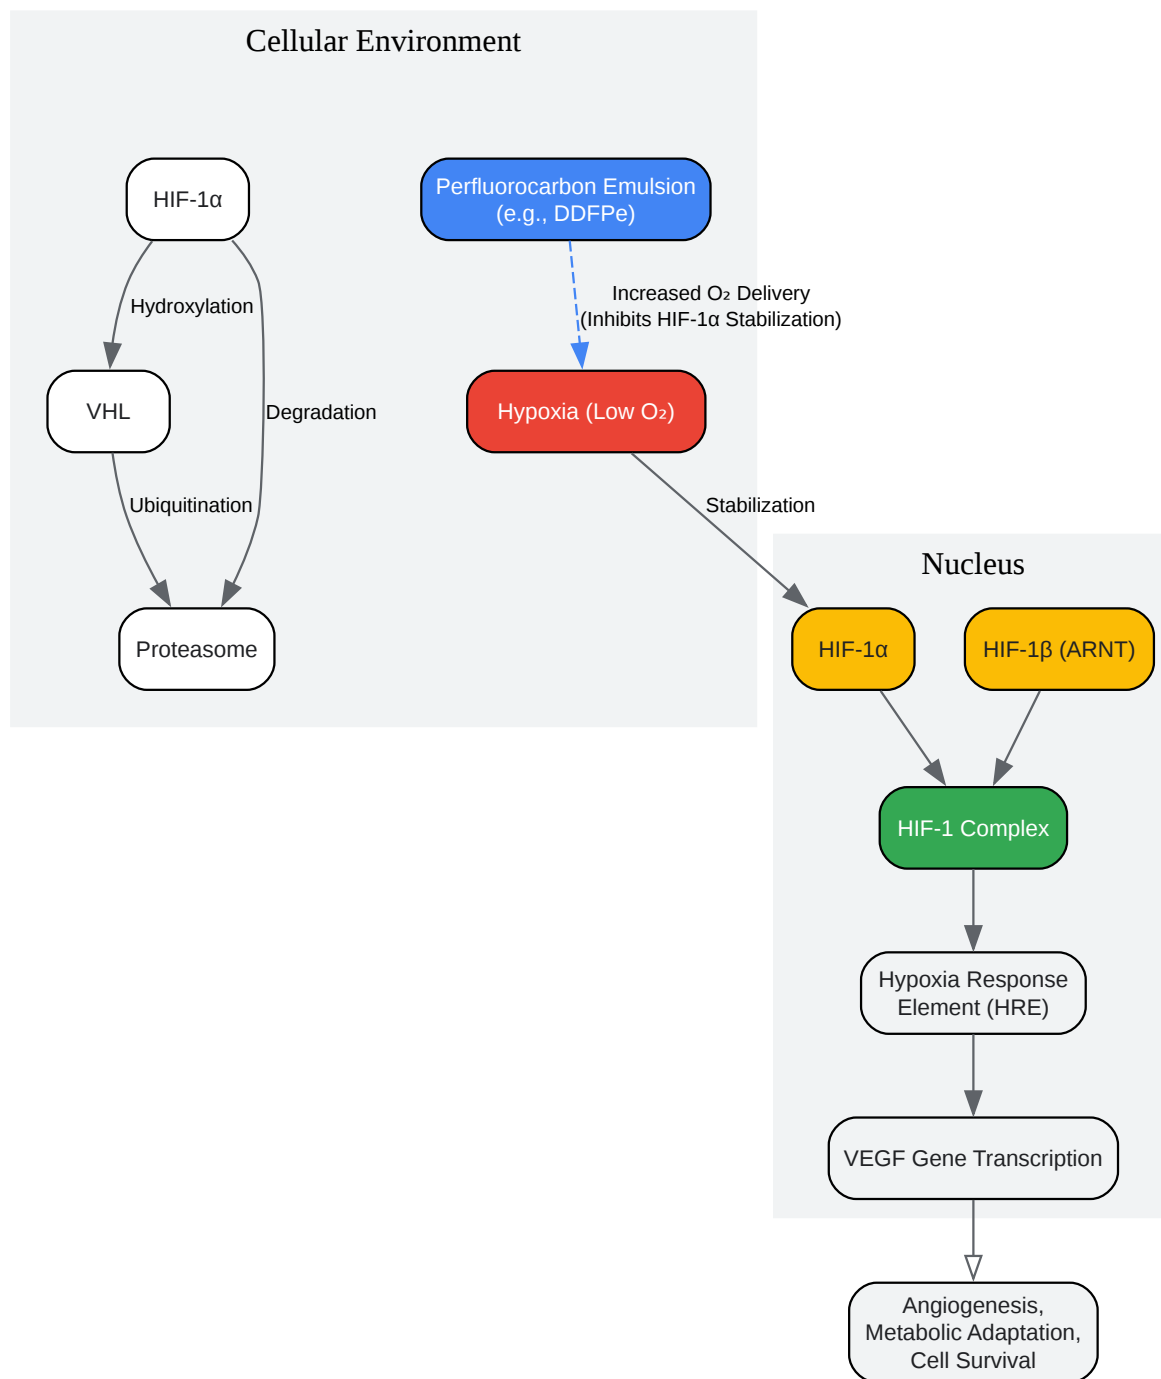 Cellular Environment
HIF-1α
Perfluorocarbon Emulsion
(e.g., DDFPe)
Hydroxylation
Increased O₂ Delivery
(Inhibits HIF-1α Stabilization)
VHL
Degradation
Hypoxia (Low O₂)
Ubiquitination
Stabilization
Nucleus
Proteasome
HIF-1α
HIF-1β (ARNT)
HIF-1 Complex
Hypoxia Response
Element (HRE)
VEGF Gene Transcription
Angiogenesis,
Metabolic Adaptation,
Cell Survival